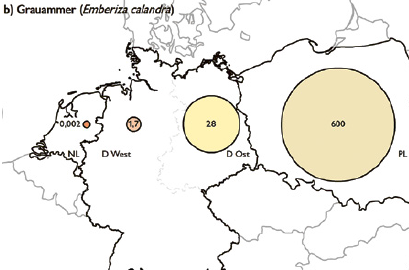 b) Grauammer (Emberiza calandra)
0,002
1,7
28
600
NL
D West
D Ost
PL